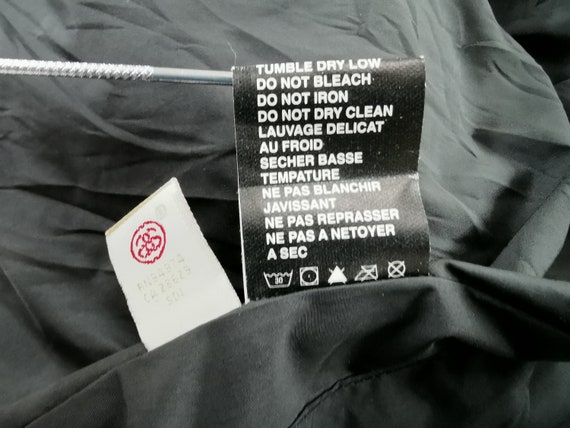 TUMBLE DRY LOW
DO NOT BLEACH
DO NOT IRON
DO NOT DRY CLEAN
LAUVAGE DELICAT
AU FROID
SECHER BASSE
TEMPATURE
NE PAS BLANCHIR
JAVISSANT
NE PAS REPRASSER
NE PAS A NETOYER
A SEC